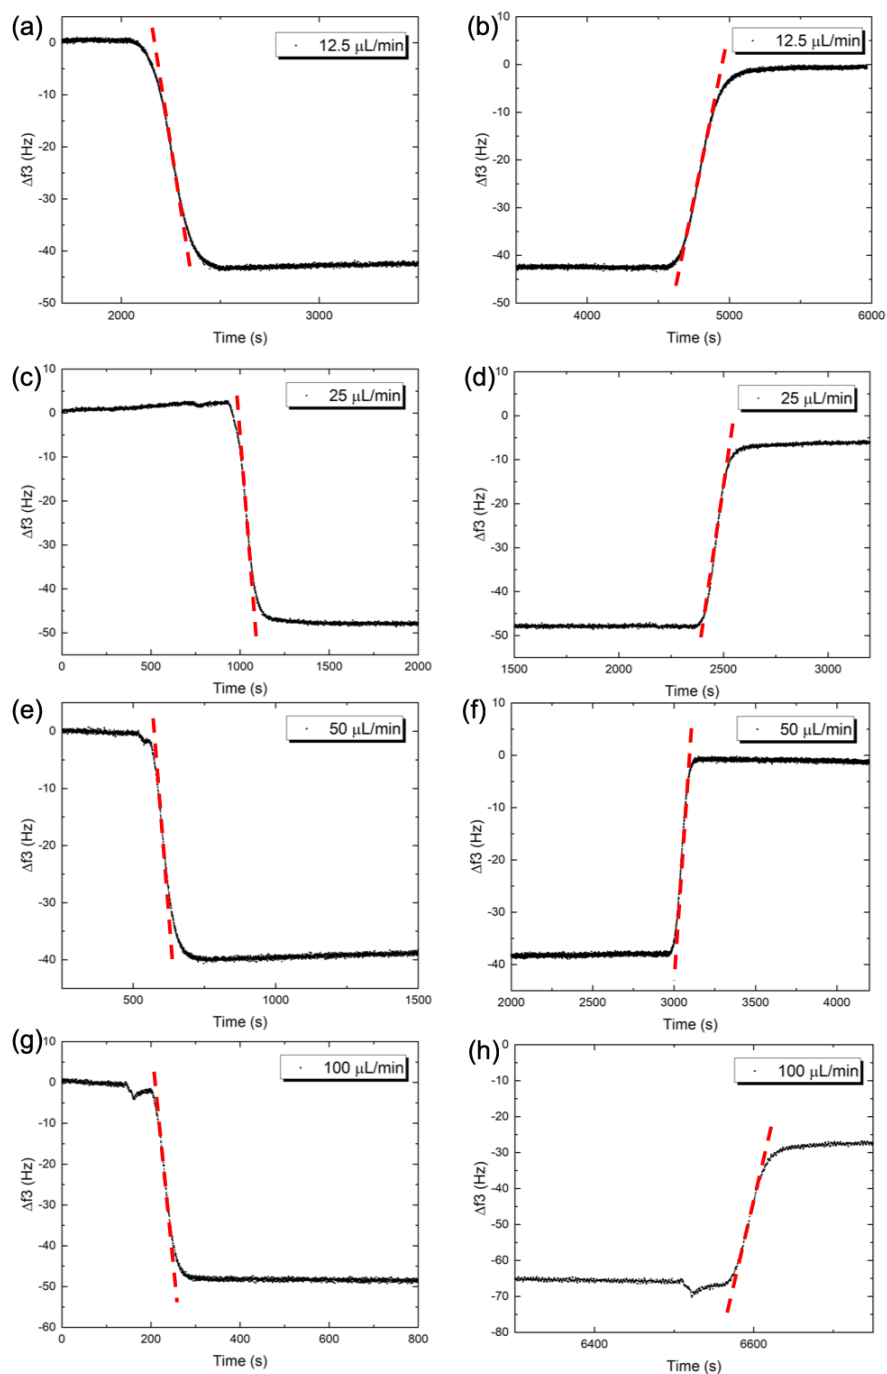 (a)
12.5 μL/min
10
0
-10
-20
-30
-40
-50
Δf3 (Hz)
2000
3000
Time (s)
(b)
12.5 μL/min
10
0
-10
-20
-30
-40
-50
Δf3 (Hz)
4000
5000
6000
Time (s)
(c)
25 μL/min
10
0
-10
-20
-30
-40
-50
Δf3 (Hz)
0
500
1000
1500
2000
Time (s)
(d)
25 μL/min
10
0
-10
-20
-30
-40
-50
Δf3 (Hz)
1500
2000
2500
3000
Time (s)
(e)
50 μL/min
0
-10
-20
-30
-40
Δf3 (Hz)
500
1000
1500
Time (s)
(f)
50 μL/min
10
0
-10
-20
-30
-40
Δf3 (Hz)
2000
2500
3000
3500
4000
Time (s)
(g)
100 μL/min
10
0
-10
-20
-30
-40
-50
-60
Δf3 (Hz)
0
200
400
600
800
Time (s)
(h)
100 μL/min
0
-10
-20
-30
-40
-50
-60
-70
-80
Δf3 (Hz)
6400
6600
Time (s)